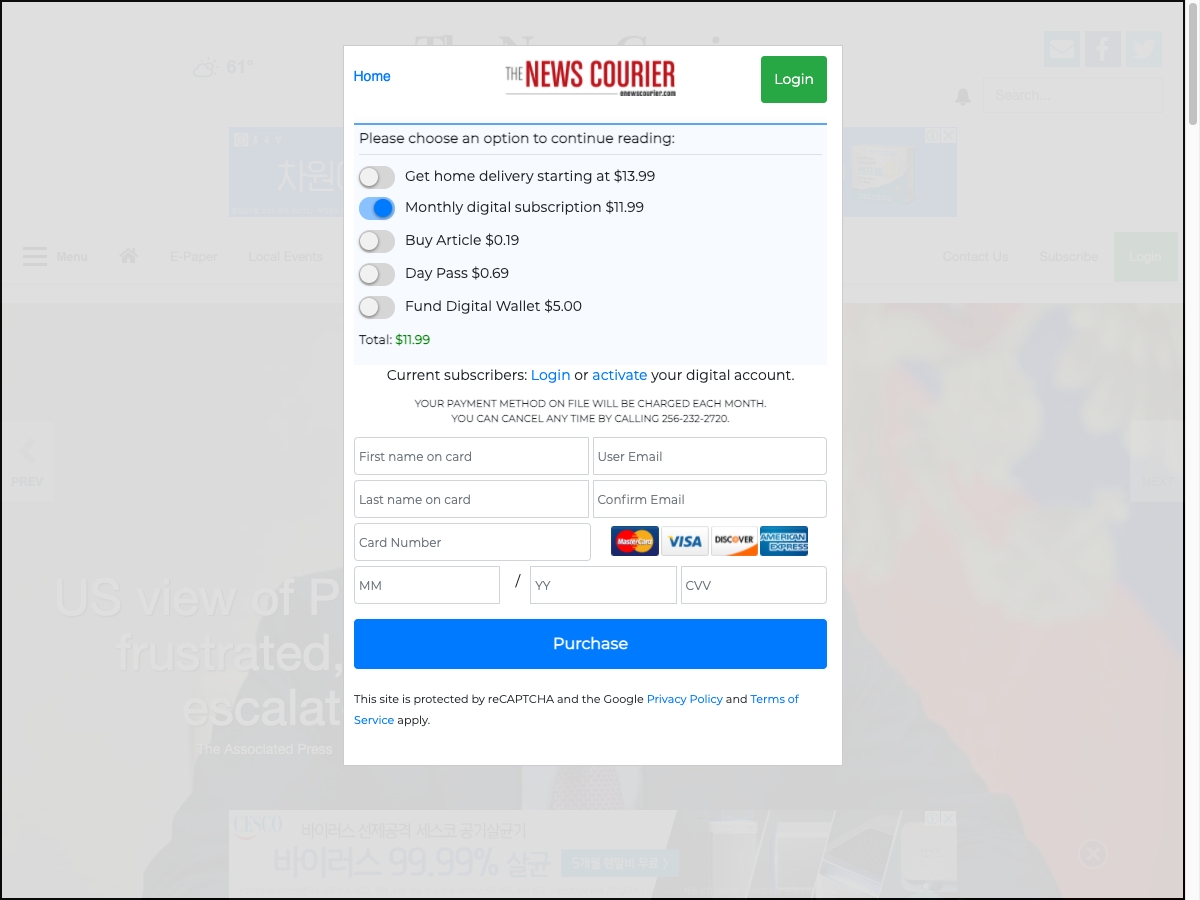 61°
Search...
Home
THE NEWS COURIER
enewscourier.com
Login
Please choose an option to continue reading:
Get home delivery starting at $13.99
Monthly digital subscription $11.99
Buy Article $0.19
Day Pass $0.69
Fund Digital Wallet $5.00
Total: $11.99
Menu
E-Paper
Local Events
Contact Us
Subscribe
Login
Current subscribers: Login or activate your digital account.
YOUR PAYMENT METHOD ON FILE WILL BE CHARGED EACH MONTH.
YOU CAN CANCEL ANY TIME BY CALLING 256-232-2720.
First name on card
User Email
Last name on card
Confirm Email
Card Number
MasterCard
VISA
DISCOVER
AMERICAN EXPRESS
MM
/
YY
CVV
Purchase
This site is protected by reCAPTCHA and the Google Privacy Policy and Terms of
Service apply.
PREV
US view of P
frustrated,
escalat
The Associated Press
CESCO
바이러스 선제공격 세스코 공기살균기
바이러스 99.99% 살균